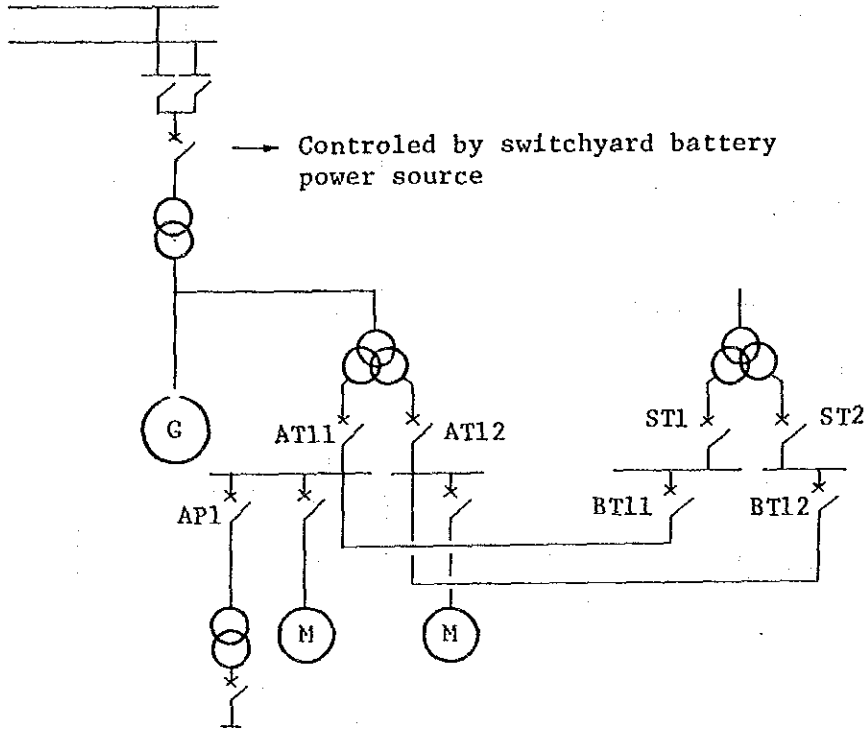 Controled by switchyard battery
power source
G
AT11
AT12
ST1
ST2
AP1
BT11
BT12
M
M